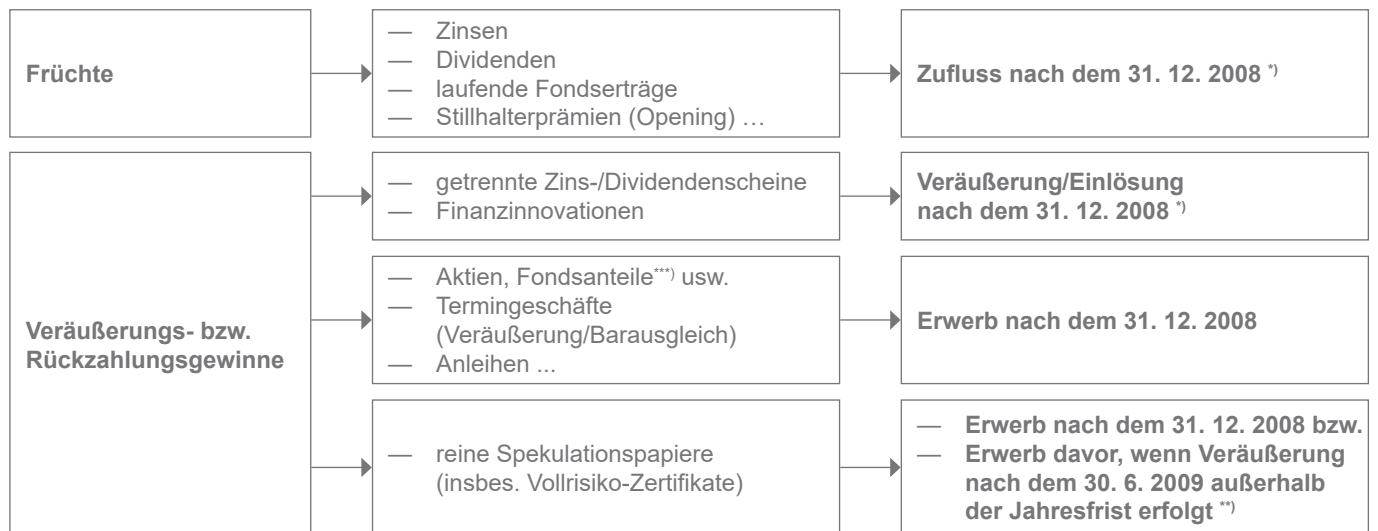 Früchte
— Zinsen
— Dividenden
— laufende Fondserträge
— Stillhalterprämien (Opening) …
Zufluss nach dem 31. 12. 2008 *)
Veräußerungs- bzw.
Rückzahlungsgewinne
— getrennte Zins-/Dividendenscheine
— Finanzinnovationen
Veräußerung/Einlösung
nach dem 31. 12. 2008 *)
— Aktien, Fondsanteile***) usw.
— Termingeschäfte
(Veräußerung/Barausgleich)
— Anleihen ...
Erwerb nach dem 31. 12. 2008
— reine Spekulationspapiere
(insbes. Vollrisiko-Zertifikate)
— Erwerb nach dem 31. 12. 2008 bzw.
— Erwerb davor, wenn Veräußerung
nach dem 30. 6. 2009 außerhalb
der Jahresfrist erfolgt **)